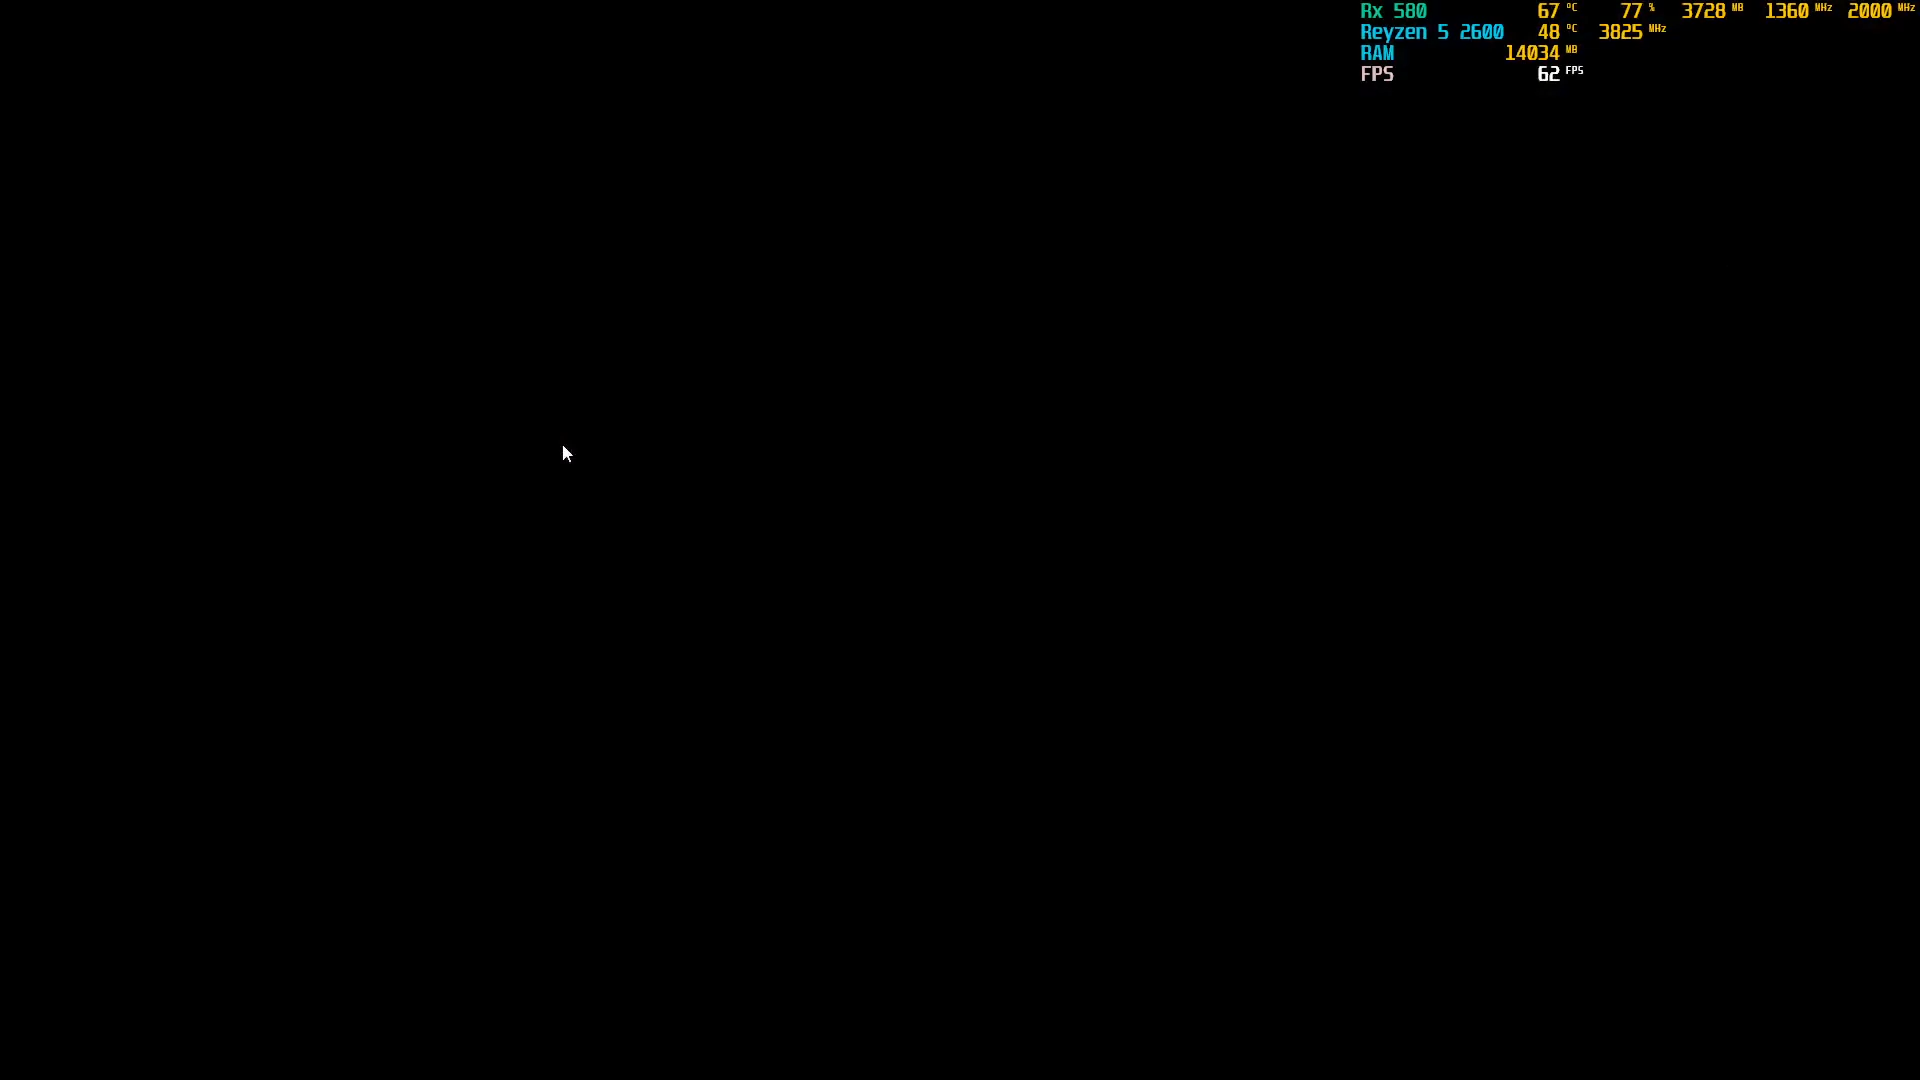 Rx 580 67 °C 77 % 3728 MB 1360 MHz 2000 MHz
Reyzen 5 2600 48 °C 3825 MHz
RAM 14034 MB
FPS 62 FPS